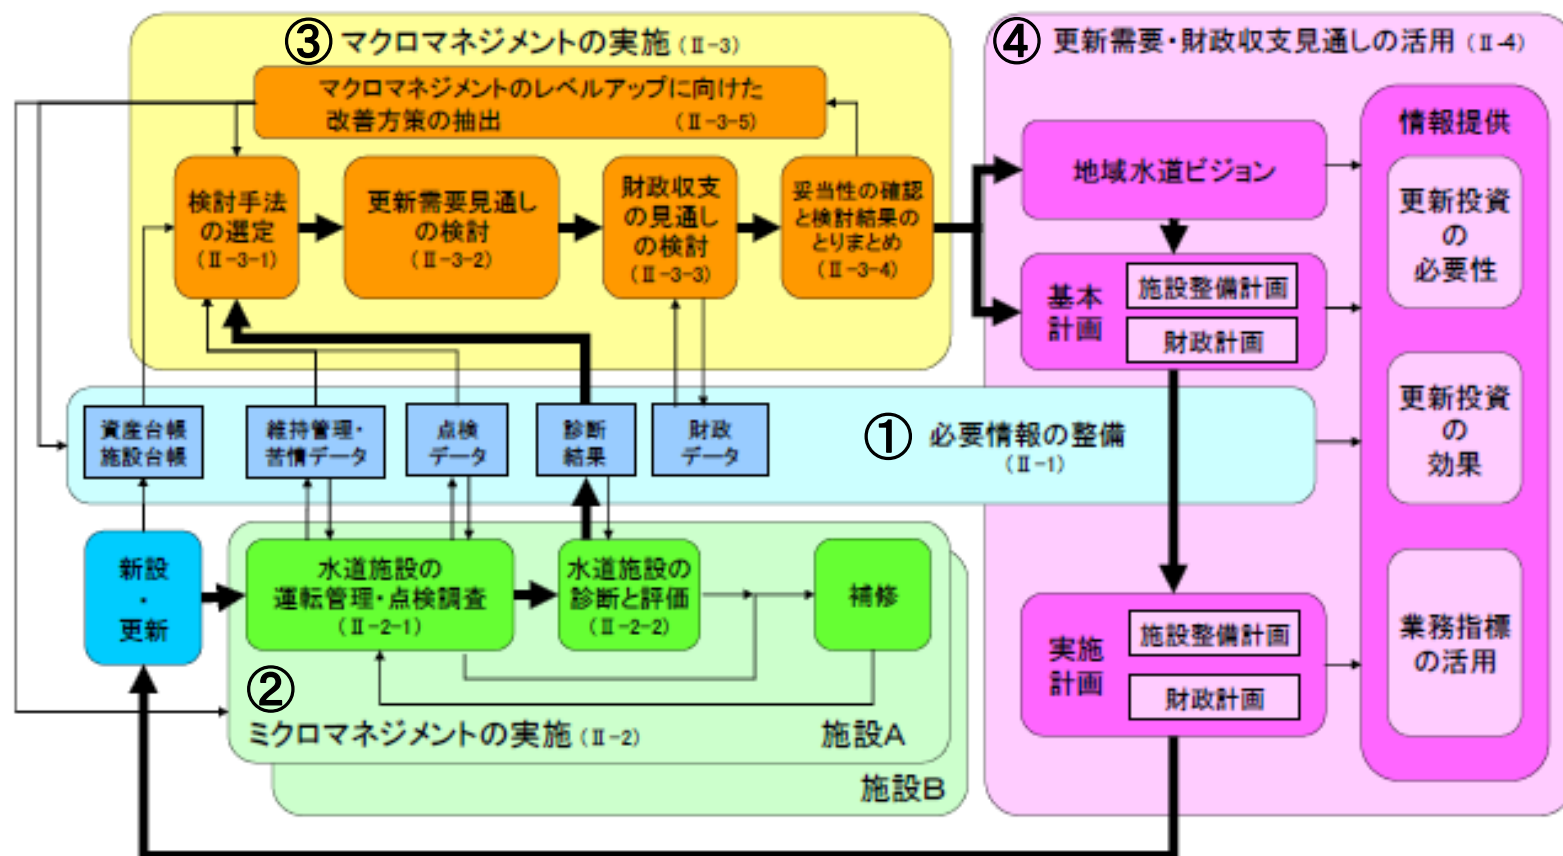 ③ マクロマネジメントの実施(Ⅱ-3)
マクロマネジメントのレベルアップに向けた
改善方策の抽出 (Ⅱ-3-5)
検討手法
の選定
(Ⅱ-3-1)
更新需要見通し
の検討
(Ⅱ-3-2)
財政収支
の見通し
の検討
(Ⅱ-3-3)
妥当性の確認
と検討結果の
とりまとめ
(Ⅱ-3-4)
④ 更新需要・財政収支見通しの活用(Ⅱ-4)
地域水道ビジョン
基本
計画
施設整備計画
財政計画
実施
計画
施設整備計画
財政計画
情報提供
更新投資
の
必要性
更新投資
の
効果
業務指標
の活用
資産台帳
施設台帳
維持管理・
苦情データ
点検
データ
診断
結果
財政
データ
① 必要情報の整備
(Ⅱ-1)
新設
・
更新
水道施設の
運転管理・点検調査
(Ⅱ-2-1)
水道施設の
診断と評価
(Ⅱ-2-2)
補修
②
ミクロマネジメントの実施(Ⅱ-2)
施設A
施設B